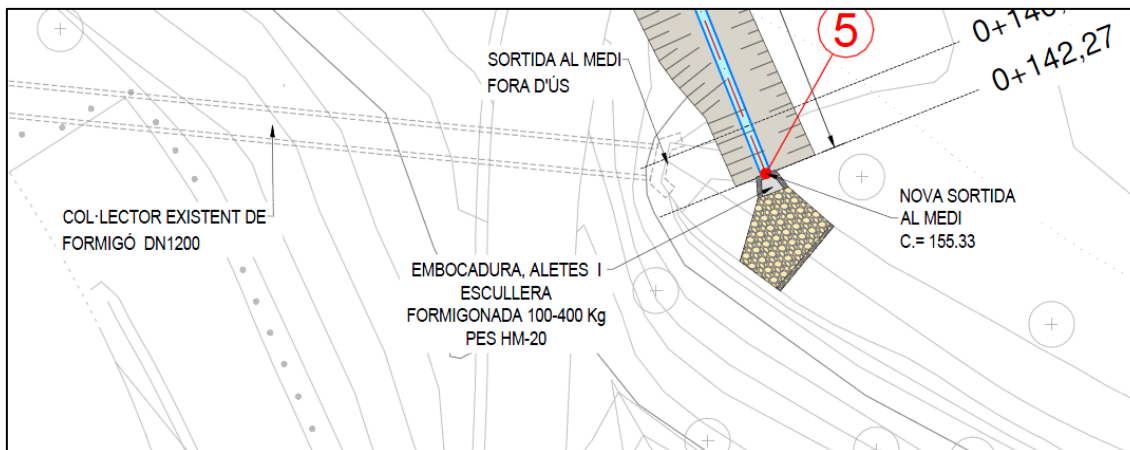 5
0+142,27
SORTIDA AL MEDI
FORA D'ÚS
COL·LECTOR EXISTENT DE
FORMIGÓ DN1200
NOVA SORTIDA
AL MEDI
C.= 155.33
EMBOCADURA, ALETES I
ESCULLERA
FORMIGONADA 100-400 Kg
PES HM-20